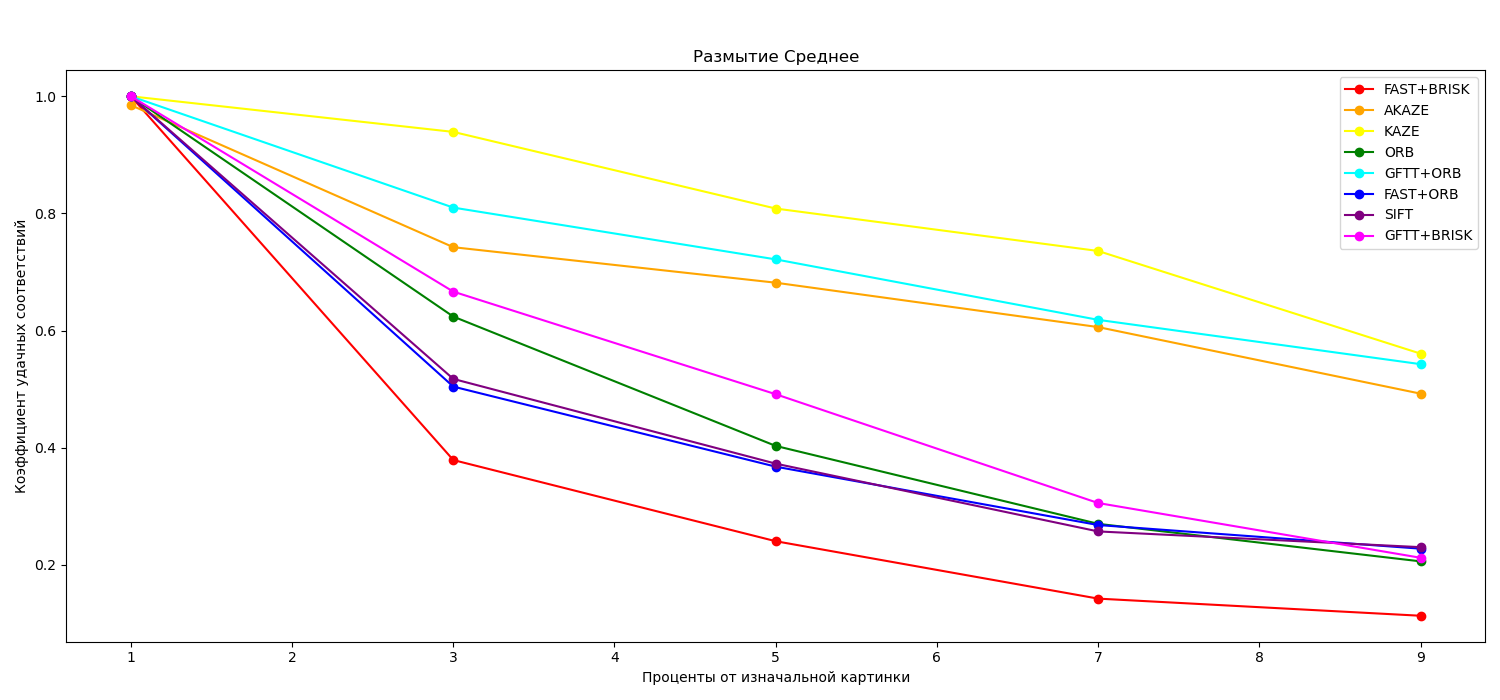 Размытие Среднее
Коэффициент удачных соответствий
1.0
0.8
0.6
0.4
0.2
FAST+BRISK
AKAZE
KAZE
ORB
GFTT+ORB
FAST+ORB
SIFT
GFTT+BRISK
1 2 3 4 5 6 7 8 9
Проценты от изначальной картинки